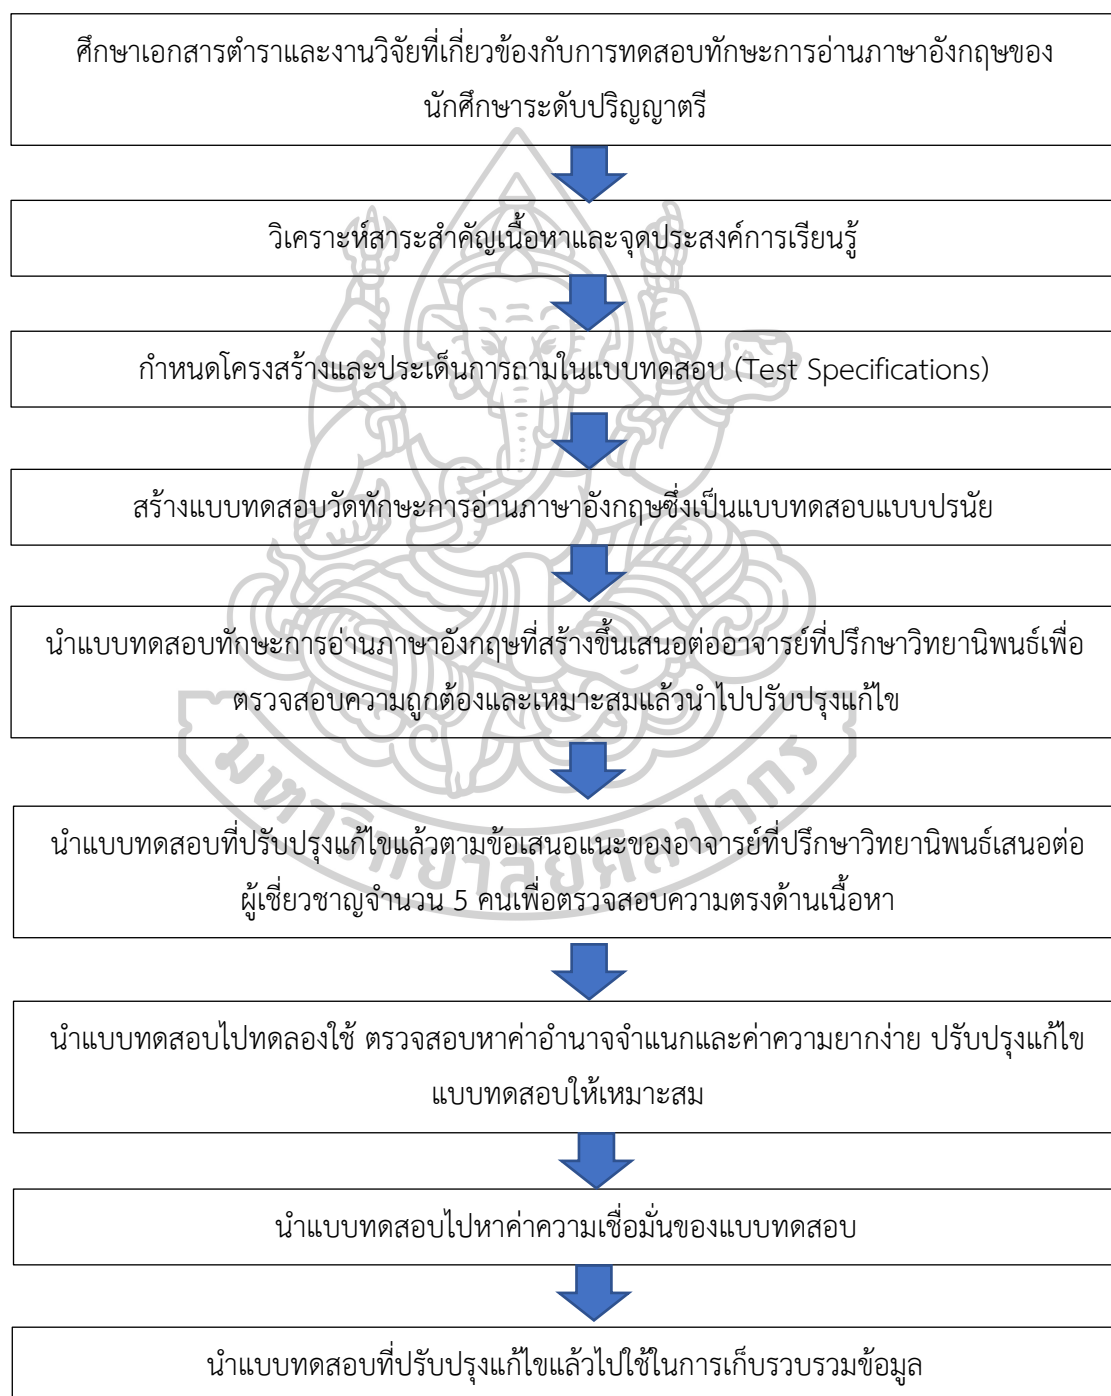 ศึกษาเอกสารตำราและงานวิจัยที่เกี่ยวข้องกับการทดสอบทักษะการอ่านภาษาอังกฤษของ
นักศึกษาระดับปริญญาตรี
วิเคราะห์สาระสำคัญเนื้อหาและจุดประสงค์การเรียนรู้
กำหนดโครงสร้างและประเด็นการถามในแบบทดสอบ (Test Specifications)
สร้างแบบทดสอบวัดทักษะการอ่านภาษาอังกฤษซึ่งเป็นแบบทดสอบแบบปรนัย
นำแบบทดสอบทักษะการอ่านภาษาอังกฤษที่สร้างขึ้นเสนอต่ออาจารย์ที่ปรึกษาวิทยานิพนธ์เพื่อ
ตรวจสอบความถูกต้องและเหมาะสมแล้วนำไปปรับปรุงแก้ไข
มหาวิทยาลัยศิลปากร
นำแบบทดสอบที่ปรับปรุงแก้ไขแล้วตามข้อเสนอแนะของอาจารย์ที่ปรึกษาวิทยานิพนธ์เสนอต่อ
ผู้เชี่ยวชาญจำนวน 5 คนเพื่อตรวจสอบความตรงด้านเนื้อหา
นำแบบทดสอบไปทดลองใช้ ตรวจสอบหาค่าอำนาจจำแนกและค่าความยากง่าย ปรับปรุงแก้ไข
แบบทดสอบให้เหมาะสม
นำแบบทดสอบไปหาค่าความเชื่อมั่นของแบบทดสอบ
นำแบบทดสอบที่ปรับปรุงแก้ไขแล้วไปใช้ในการเก็บรวบรวมข้อมูล